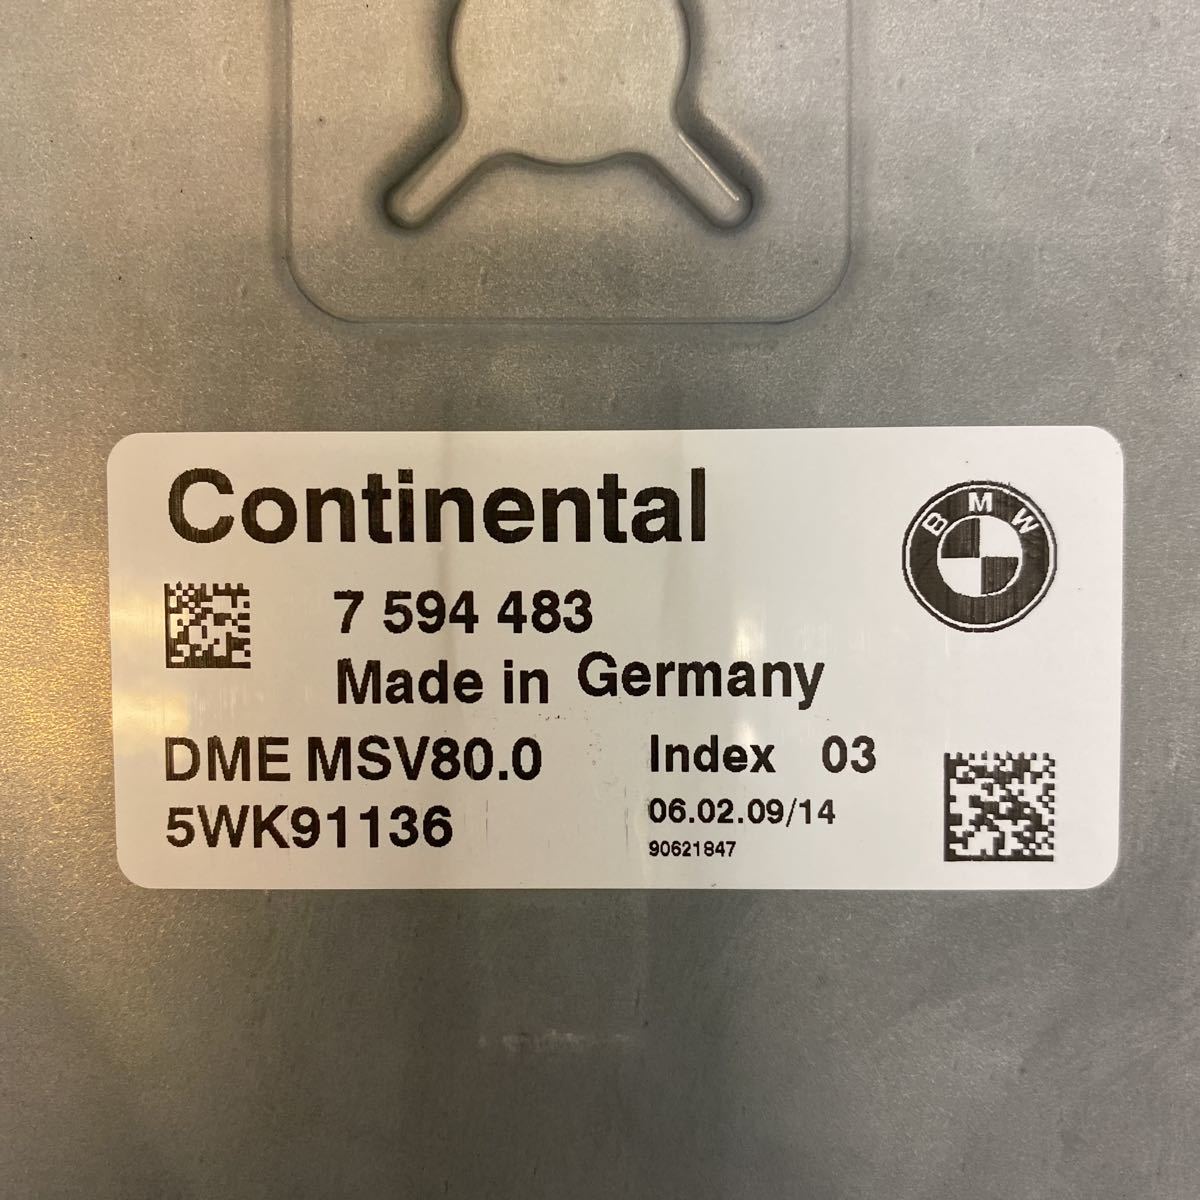 Continental
BMW
7 594 483
Made in Germany
DME MSV80.0
Index 03
5WK91136
06.02.09/14
90621847